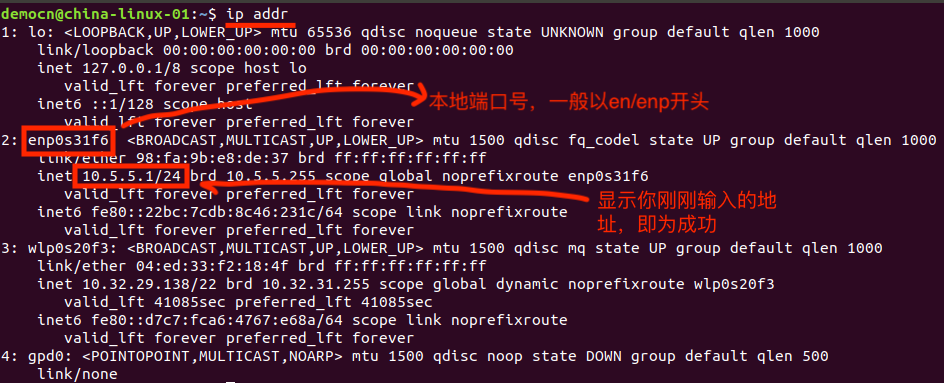 democn@china-linux-01:~$ ip addr
1: lo: <LOOPBACK,UP,LOWER_UP> mtu 65536 qdisc noqueue state UNKNOWN group default qlen 1000
link/loopback 00:00:00:00:00:00 brd 00:00:00:00:00:00
inet 127.0.0.1/8 scope host lo
valid_lft forever preferred_lft forever
inet6 ::1/128 scope host
valid_lft forever preferred_lft forever
本地端口号，一般以en/enp开头
2: enp0s31f6: <BROADCAST,MULTICAST,UP,LOWER_UP> mtu 1500 qdisc fq_codel state UP group default qlen 1000
link/ether 98:fa:9b:e8:de:37 brd ff:ff:ff:ff:ff:ff
inet 10.5.5.1/24 brd 10.5.5.255 scope global noprefixroute enp0s31f6
valid_lft forever preferred_lft forever
inet6 fe80::22bc:7cdb:8c46:231c/64 scope link noprefixroute
valid_lft forever preferred_lft forever
显示你刚刚输入的地
址，即为成功
3: wlp0s20f3: <BROADCAST,MULTICAST,UP,LOWER_UP> mtu 1500 qdisc mq state UP group default qlen 1000
link/ether 04:ed:33:f2:18:4f brd ff:ff:ff:ff:ff:ff
inet 10.32.29.138/22 brd 10.32.31.255 scope global dynamic noprefixroute wlp0s20f3
valid_lft 41085sec preferred_lft 41085sec
inet6 fe80::d7c7:fca6:4767:e68a/64 scope link noprefixroute
valid_lft forever preferred_lft forever
4: gpd0: <POINTOPOINT,MULTICAST,NOARP> mtu 1500 qdisc noop state DOWN group default qlen 500
link/none